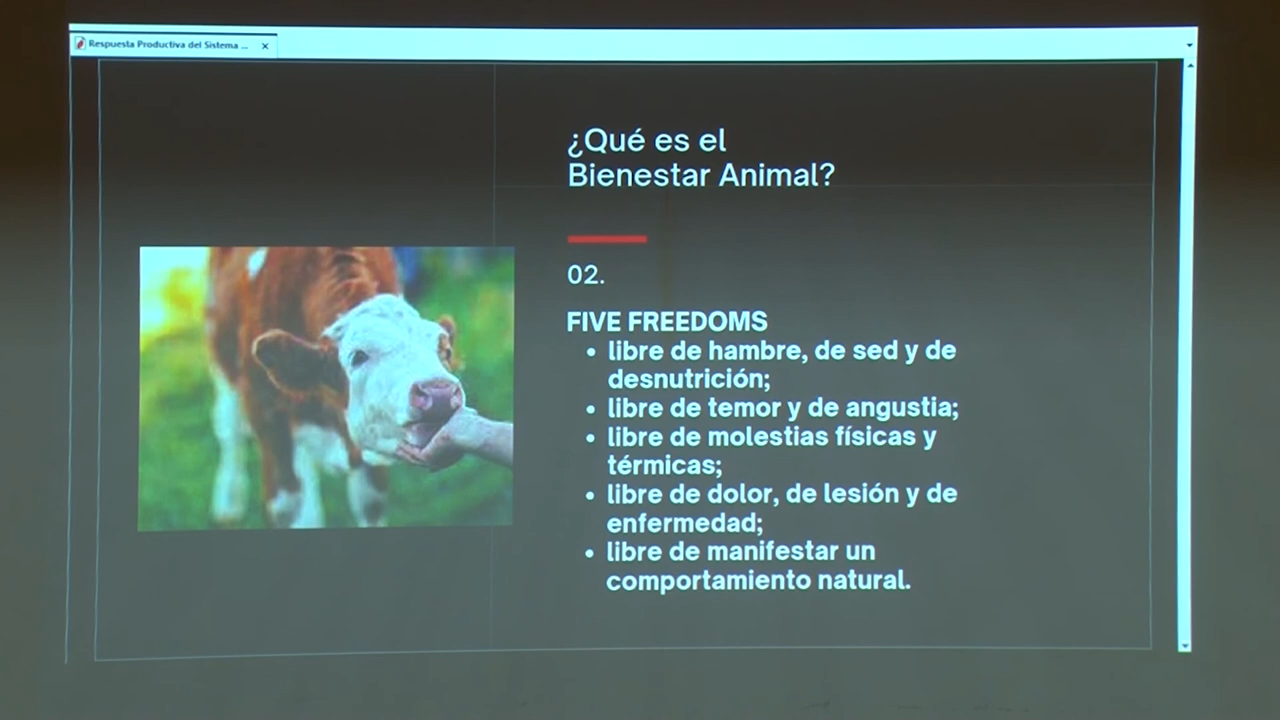 Respuesta Productiva del Sistema ...
¿Qué es el
Bienestar Animal?
02.
FIVE FREEDOMS
• libre de hambre, de sed y de
desnutrición;
• libre de temor y de angustia;
• libre de molestias físicas y
térmicas;
• libre de dolor, de lesión y de
enfermedad;
• libre de manifestar un
comportamiento natural.